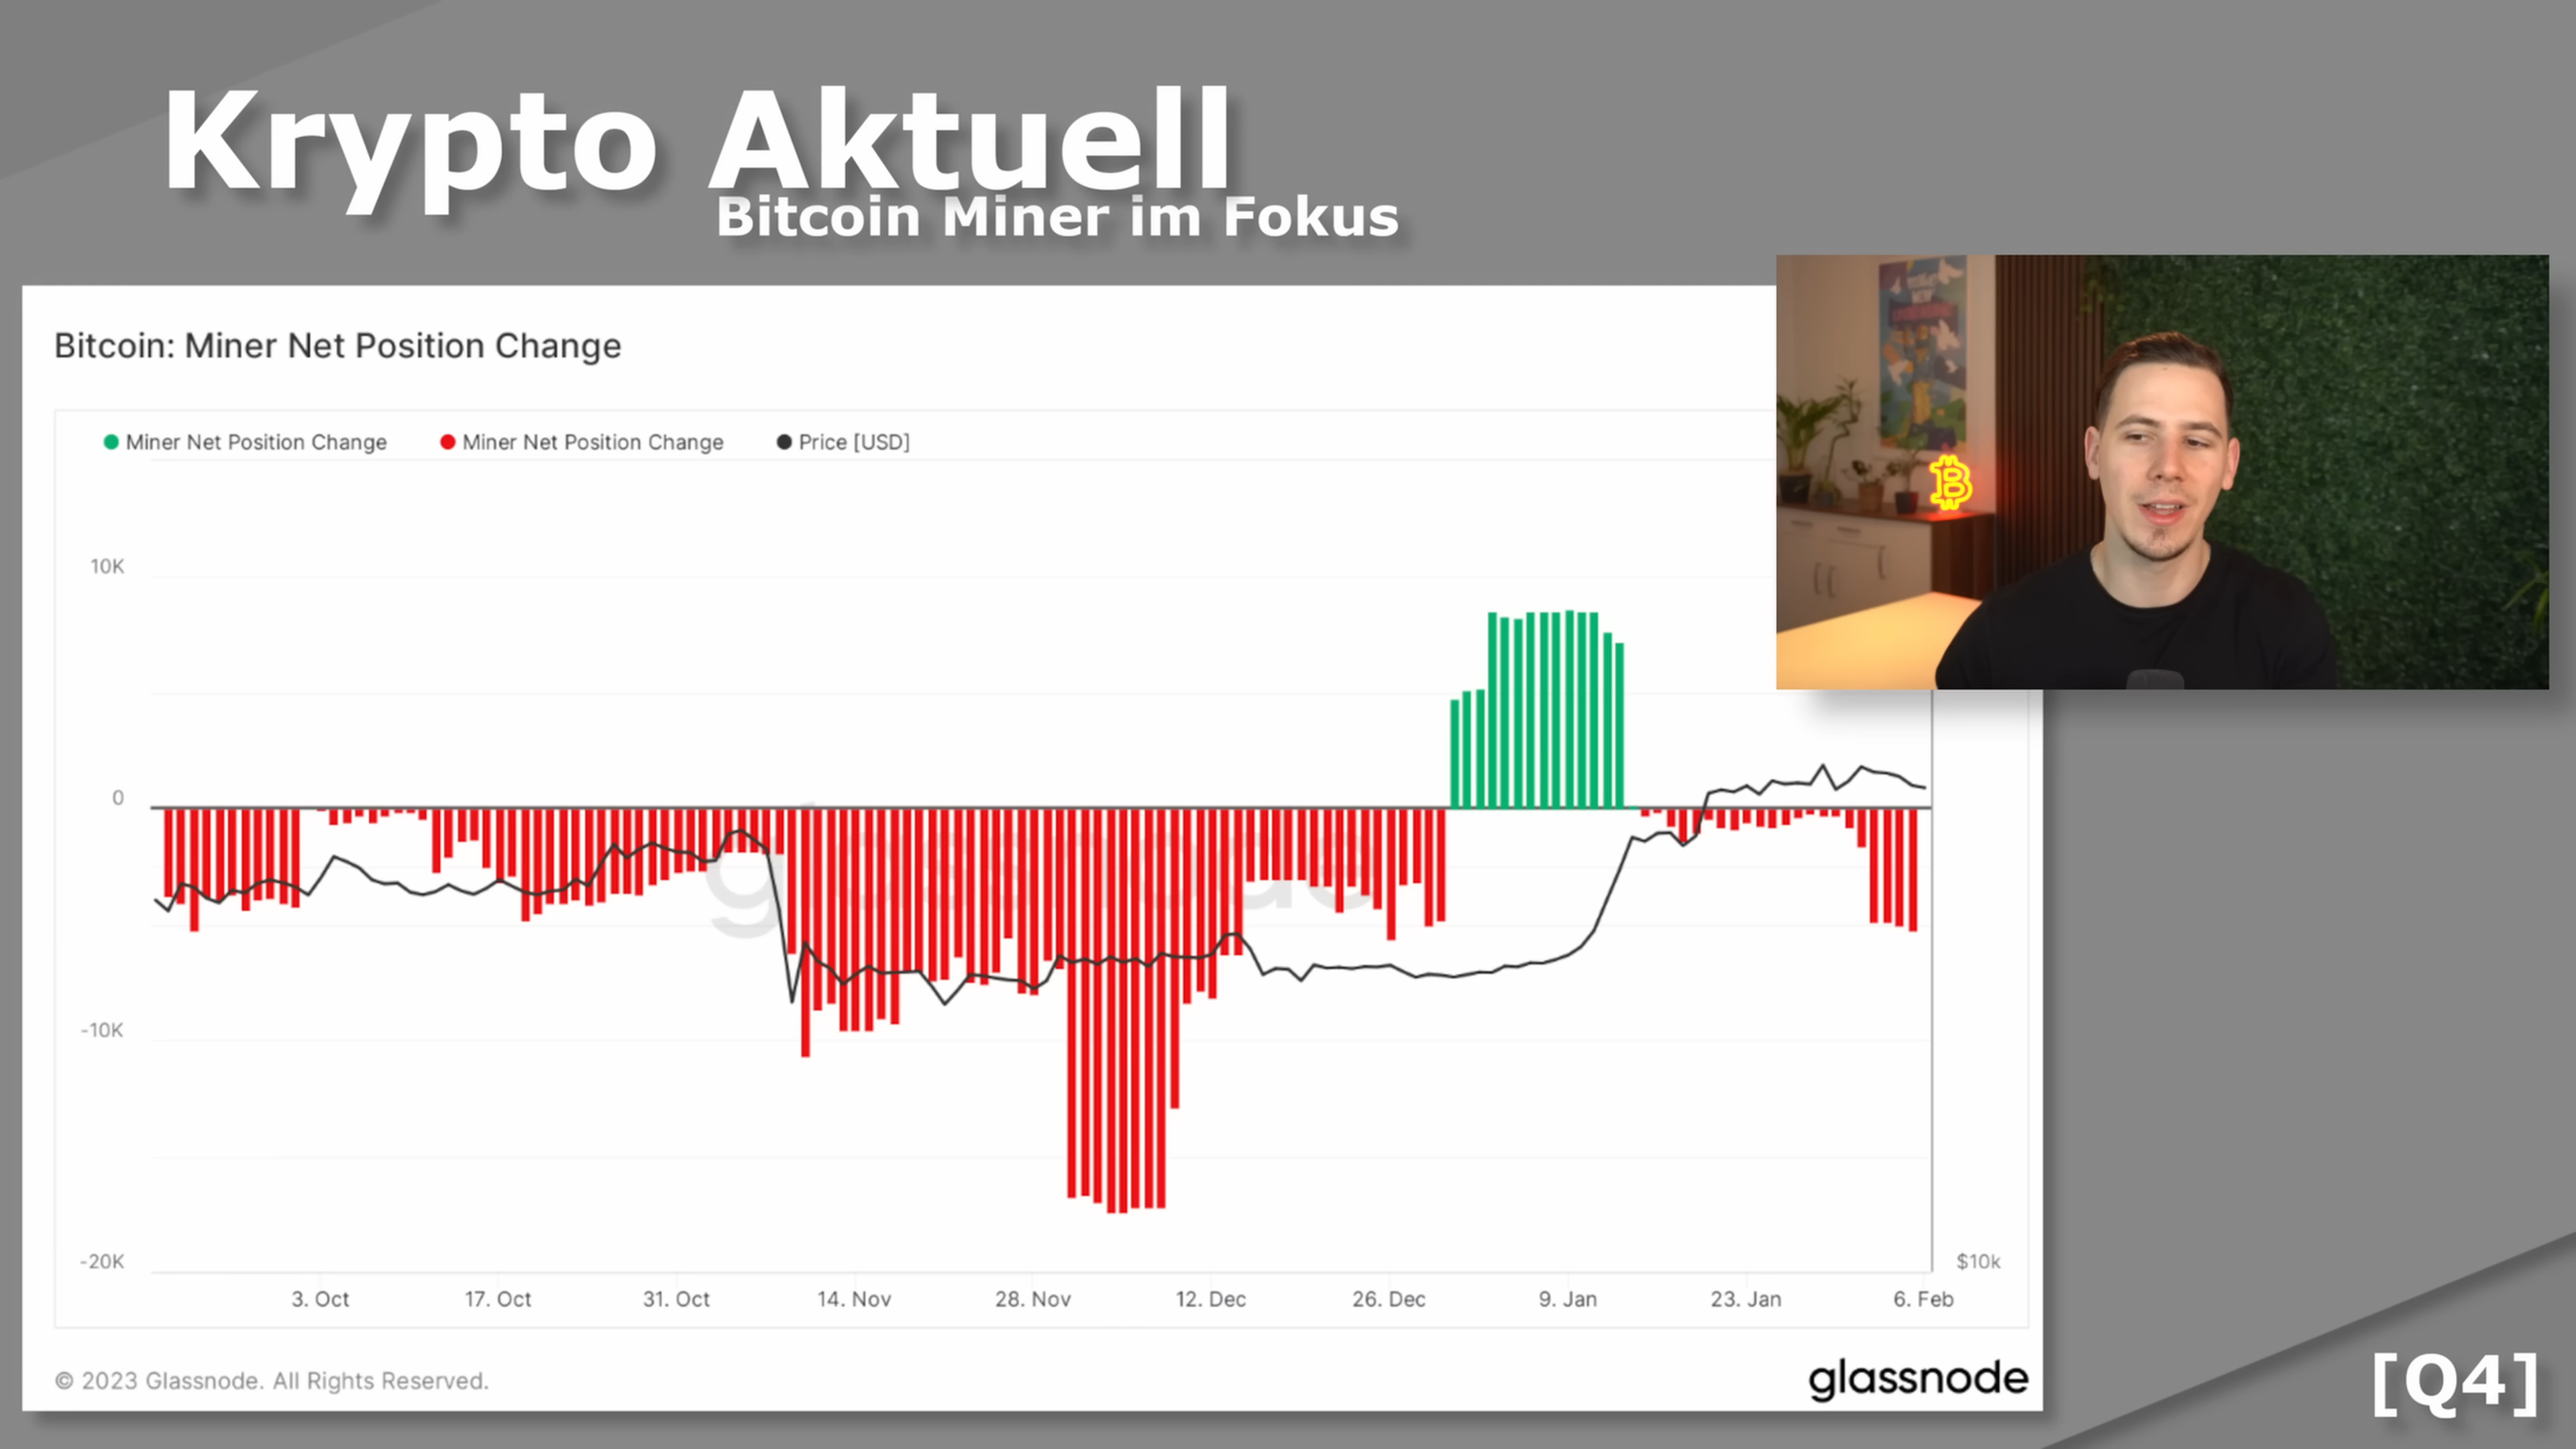 Krypto Aktuell
Bitcoin Miner im Fokus
Bitcoin: Miner Net Position Change
Miner Net Position Change
Miner Net Position Change
Price [USD]
10K
0
-10K
-20K
$10k
glassnode
3. Oct
17. Oct
31. Oct
14. Nov
28. Nov
12. Dec
26. Dec
9. Jan
23. Jan
6. Feb
© 2023 Glassnode. All Rights Reserved.
glassnode
[Q4]